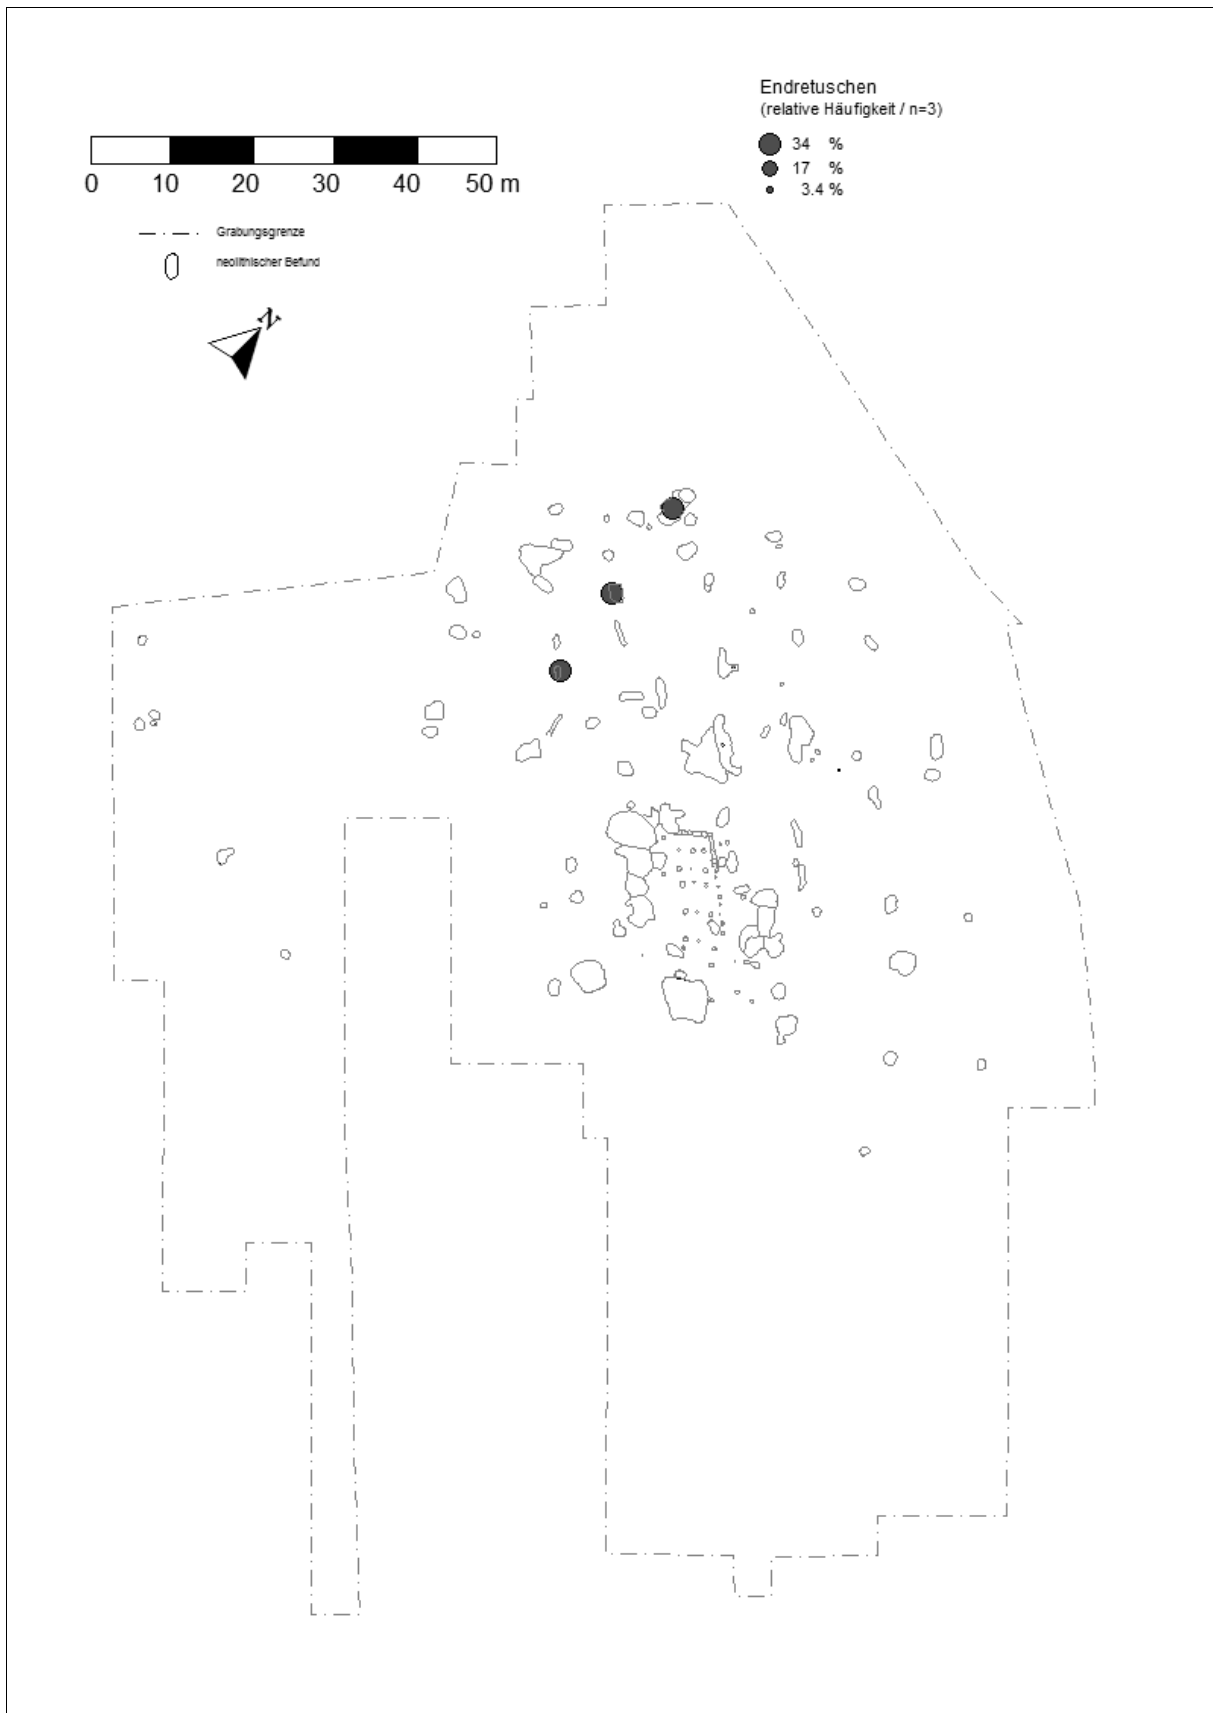 Endretuschen
(relative Häufigkeit / n=3)
34 %
17 %
3.4 %
0 10 20 30 40 50 m
Grabungsgrenze
neolithischer Befund
N